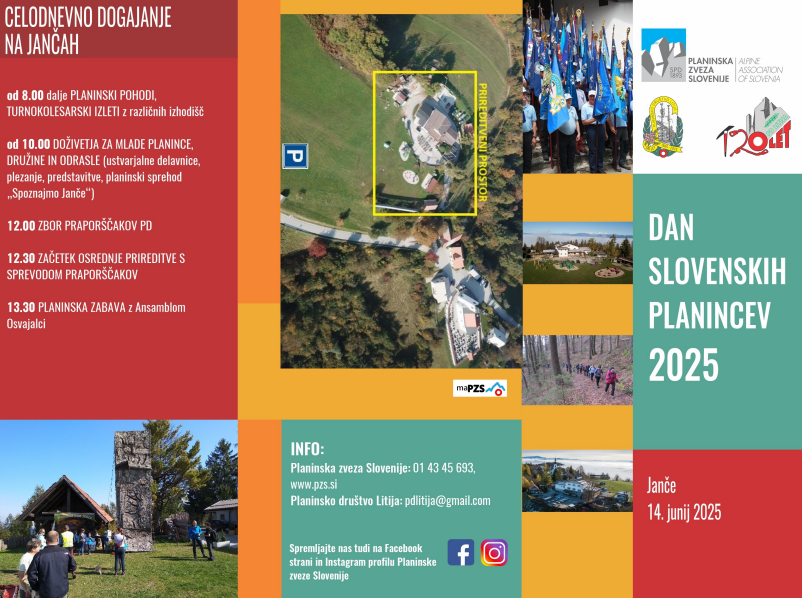 CELODNEVNO DOGAJANJE
NA JANČAH
od 8.00 dalje PLANINSKI POHODI,
TURNOKOLESARSKI IZLETI z različnih izhodišč
od 10.00 DOŽIVETJA ZA MLADE PLANINCE,
DRUŽINE IN ODRASLE (ustvarjalne delavnice,
plezanje, predstavitve, planinski sprehod
„Spoznajmo Janče“)
12.00 ZBOR PRAPORŠČAKOV PD
12.30 ZAČETEK OSREDNJE PRIREDITVE S
SPREVODOM PRAPORŠČAKOV
13.30 PLANINSKA ZABAVA z Ansamblom
Osvajalci
P
PRIREDITVENI PROSTOR
maPZS
INFO:
Planinska zveza Slovenije: 01 43 45 693,
www.pzs.si
Planinsko društvo Litija: pdlitija@gmail.com
Spremljajte nas tudi na Facebook
strani in Instagram profilu Planinske
zveze Slovenije
SPD
1893
PLANINSKA
ZVEZA
SLOVENIJE
ALPINE
ASSOCIATION
OF SLOVENIA
120LET
DAN
SLOVENSKIH
PLANINCEV
2025
Janče
14. junij 2025